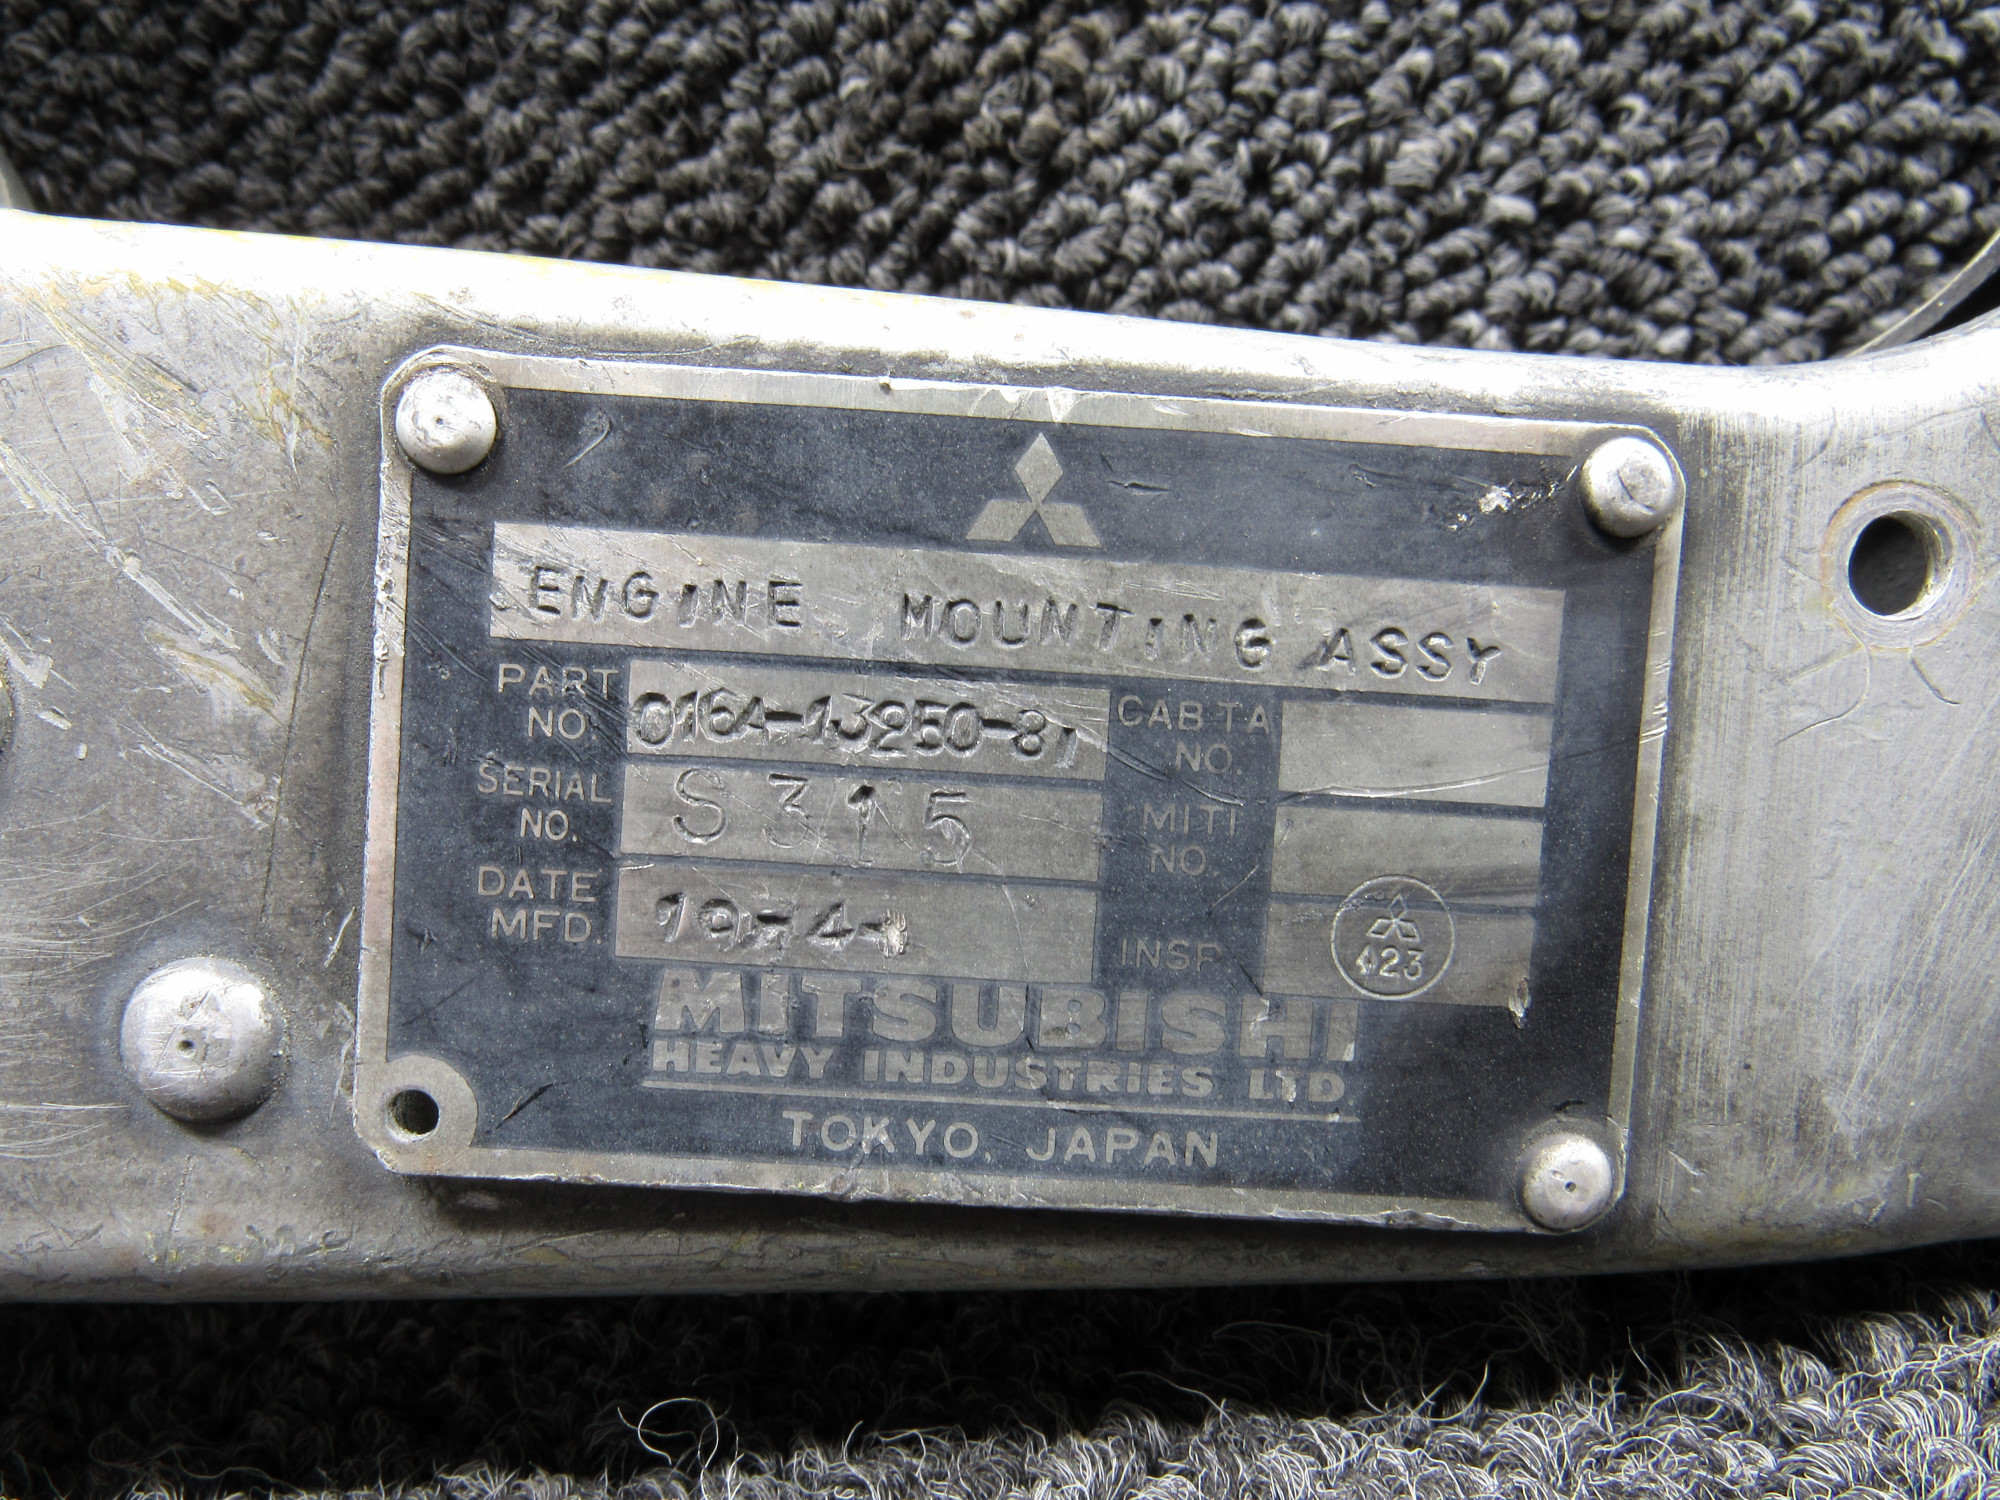 ENGINE MOUNTING ASSY
PART NO. 016A-13250-81
CAB TA NO.
SERIAL NO. S315
MITI NO.
DATE MFD.
INSP. 423
MITSUBISHI
HEAVY INDUSTRIES. LTD.
TOKYO, JAPAN